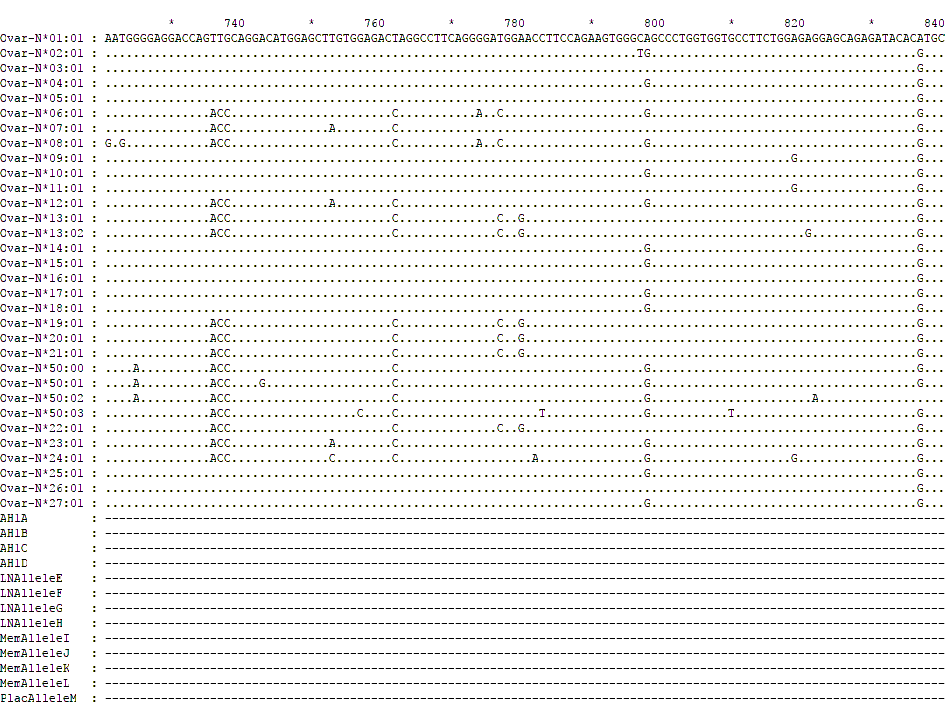 * 740 * 760 * 780 * 800 * 820 * 840
Ovar-N*01:01 : AATGGGGAGGACCAGTTGCAGGACATGGAGCTTGTGGAGACTAGGCCTTCAGGGGATGGAACCTTCCAGAAGTGGGCAGCCCTGGTGGTGCCTTCTGGAGAGGAGCAGAGATACACATGC
Ovar-N*02:01 : ............................................................................TG......................................G...
Ovar-N*03:01 : ....................................................................................................................G...
Ovar-N*04:01 : .............................................................................G......................................G...
Ovar-N*05:01 : ....................................................................................................................G...
Ovar-N*06:01 : ...............ACC.......................C...........A..C....................G......................................G...
Ovar-N*07:01 : ...............ACC..............A........C..........................................................................G...
Ovar-N*08:01 : G.G............ACC.......................C...........A..C....................G......................................G...
Ovar-N*09:01 : ..................................................................................................G.................G...
Ovar-N*10:01 : .............................................................................G......................................G...
Ovar-N*11:01 : ..................................................................................................G.................G...
Ovar-N*12:01 : ...............ACC..............A........C...................................G......................................G...
Ovar-N*13:01 : ...............ACC.......................C..............C..G........................................................G...
Ovar-N*13:02 : ...............ACC.......................C..............C..G........................................G...............G...
Ovar-N*14:01 : .............................................................................G......................................G...
Ovar-N*15:01 : .............................................................................G......................................G...
Ovar-N*16:01 : ....................................................................................................................G...
Ovar-N*17:01 : .............................................................................G......................................G...
Ovar-N*18:01 : .............................................................................G......................................G...
Ovar-N*19:01 : ...............ACC.......................C..............C..G........................................................G...
Ovar-N*20:01 : ...............ACC.......................C..............C..G........................................................G...
Ovar-N*21:01 : ...............ACC.......................C..............C..G........................................................G...
Ovar-N*50:00 : ....A..........ACC.......................C...................................G......................................G...
Ovar-N*50:01 : ....A..........ACC....G..................C...................................G......................................G...
Ovar-N*50:02 : ....A..........ACC.......................C...................................G.......................A..............G...
Ovar-N*50:03 : ...............ACC..................C....C....................T..............G...........T..........................G...
Ovar-N*22:01 : ...............ACC.......................C..............C..G........................................................G...
Ovar-N*23:01 : ...............ACC..............A........C...................................G......................................G...
Ovar-N*24:01 : ...............ACC..............C........C...................A...............G....................G.................G...
Ovar-N*25:01 : .............................................................................G......................................G...
Ovar-N*26:01 : ....................................................................................................................G...
Ovar-N*27:01 : .............................................................................G......................................G...
AH1A : ------------------------------------------------------------------------------------------------------------------------
AH1B : ------------------------------------------------------------------------------------------------------------------------
AH1C : ------------------------------------------------------------------------------------------------------------------------
AH1D : ------------------------------------------------------------------------------------------------------------------------
LNAlleleE : ------------------------------------------------------------------------------------------------------------------------
LNAlleleF : ------------------------------------------------------------------------------------------------------------------------
LNAlleleG : ------------------------------------------------------------------------------------------------------------------------
LNAlleleH : ------------------------------------------------------------------------------------------------------------------------
MemAlleleI : ------------------------------------------------------------------------------------------------------------------------
MemAlleleJ : ------------------------------------------------------------------------------------------------------------------------
MemAlleleK : ------------------------------------------------------------------------------------------------------------------------
MemAlleleL : ------------------------------------------------------------------------------------------------------------------------
PlacAlleleM : ------------------------------------------------------------------------------------------------------------------------